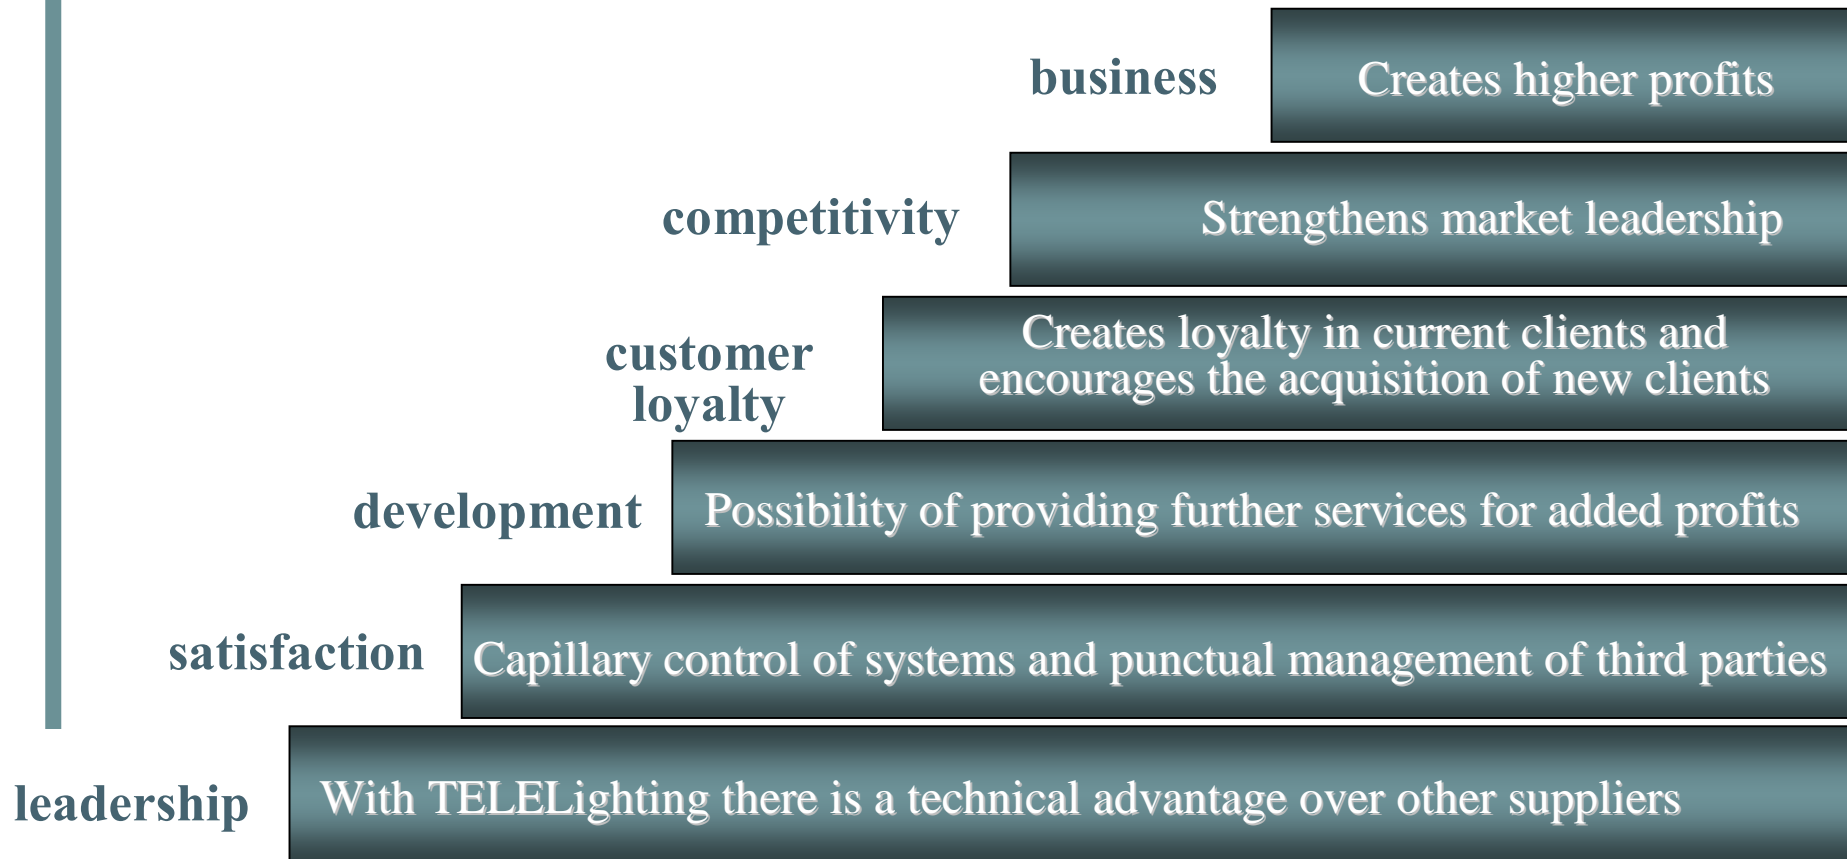 business
Creates higher profits
competitivity
Strengthens market leadership
customer
loyalty
Creates loyalty in current clients and
encourages the acquisition of new clients
development
Possibility of providing further services for added profits
satisfaction
Capillary control of systems and punctual management of third parties
leadership
With TELELighting there is a technical advantage over other suppliers